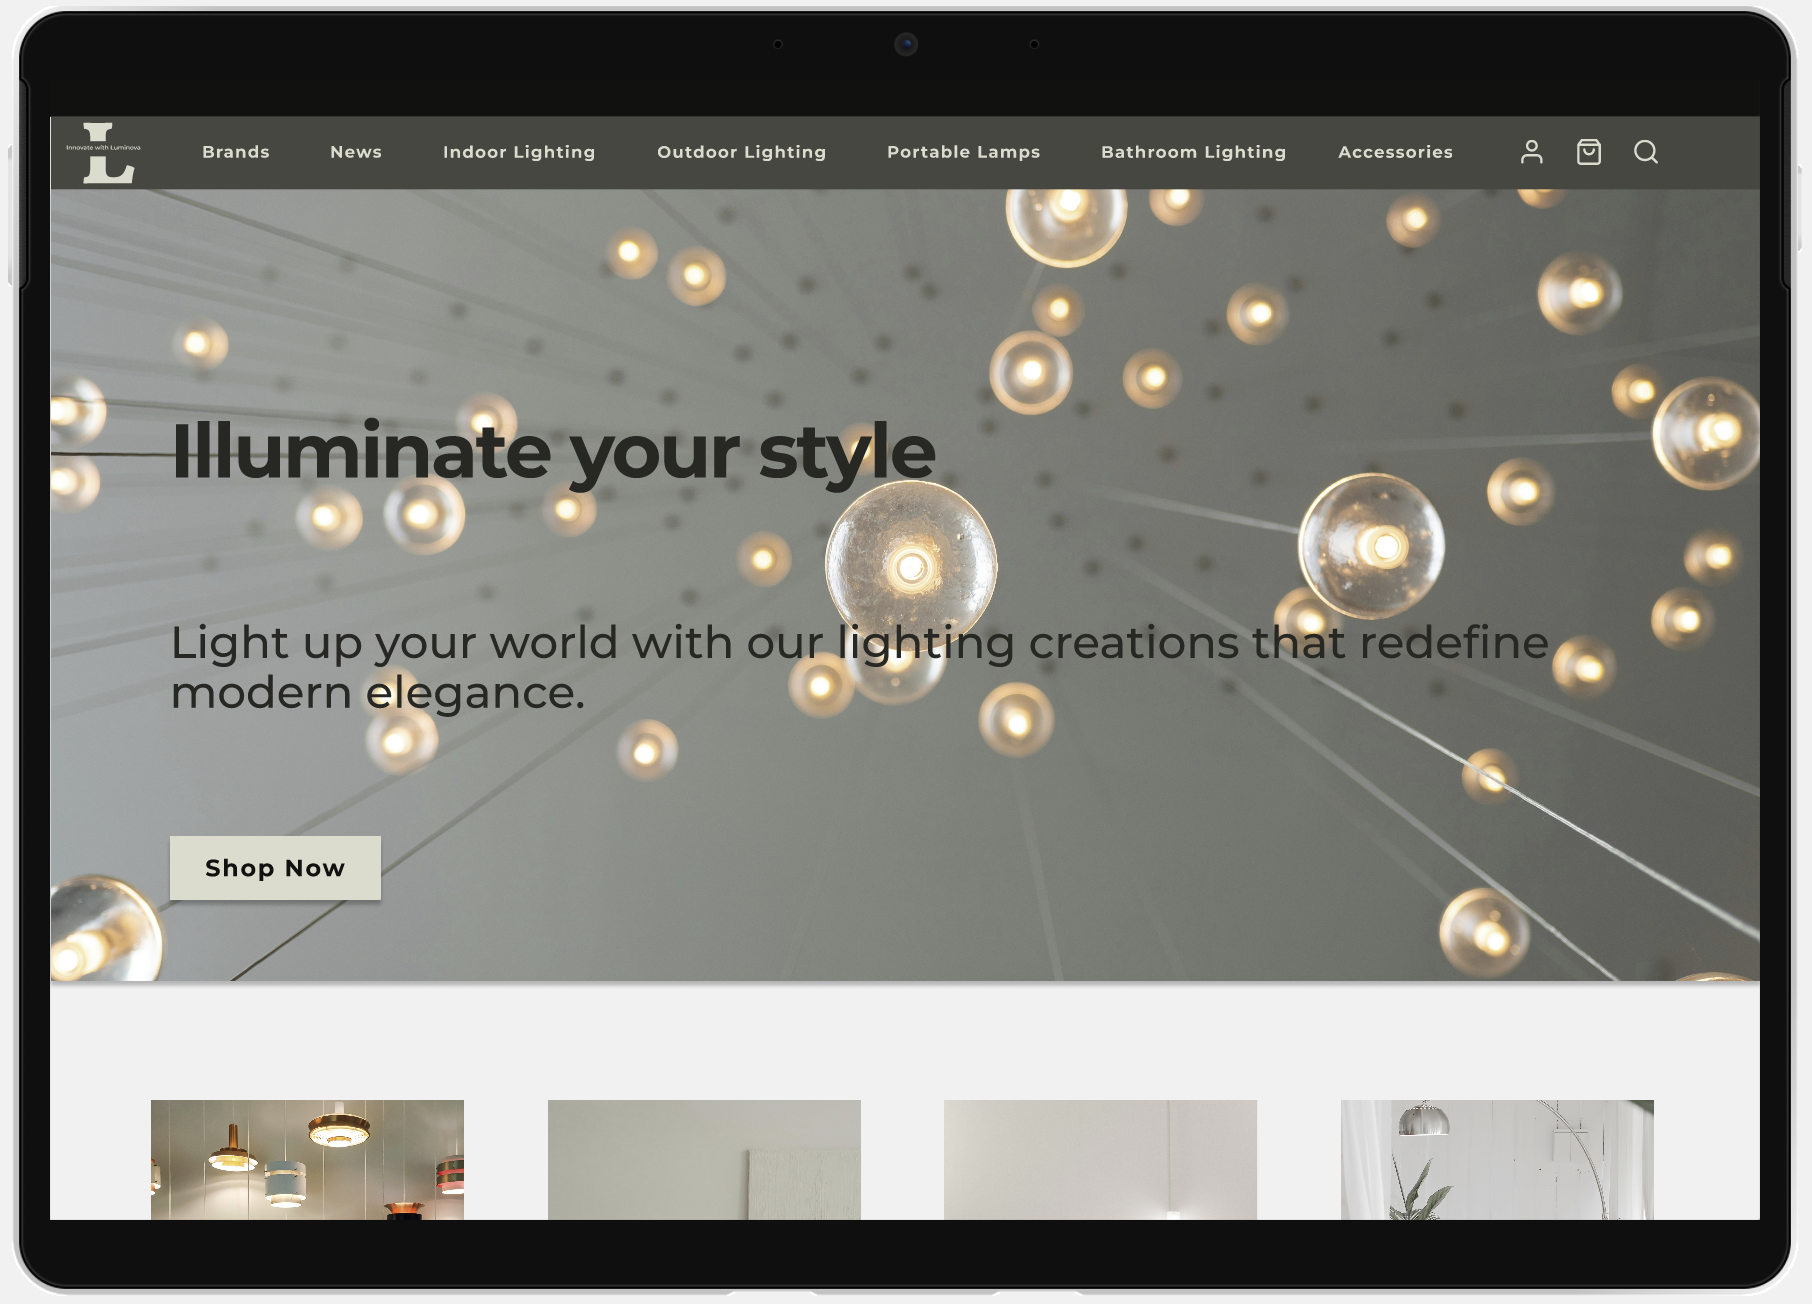 L
Innovate with Luminova
Brands News Indoor Lighting Outdoor Lighting Portable Lamps Bathroom Lighting Accessories
Illuminate your style
Light up your world with our lighting creations that redefine
modern elegance.
Shop Now